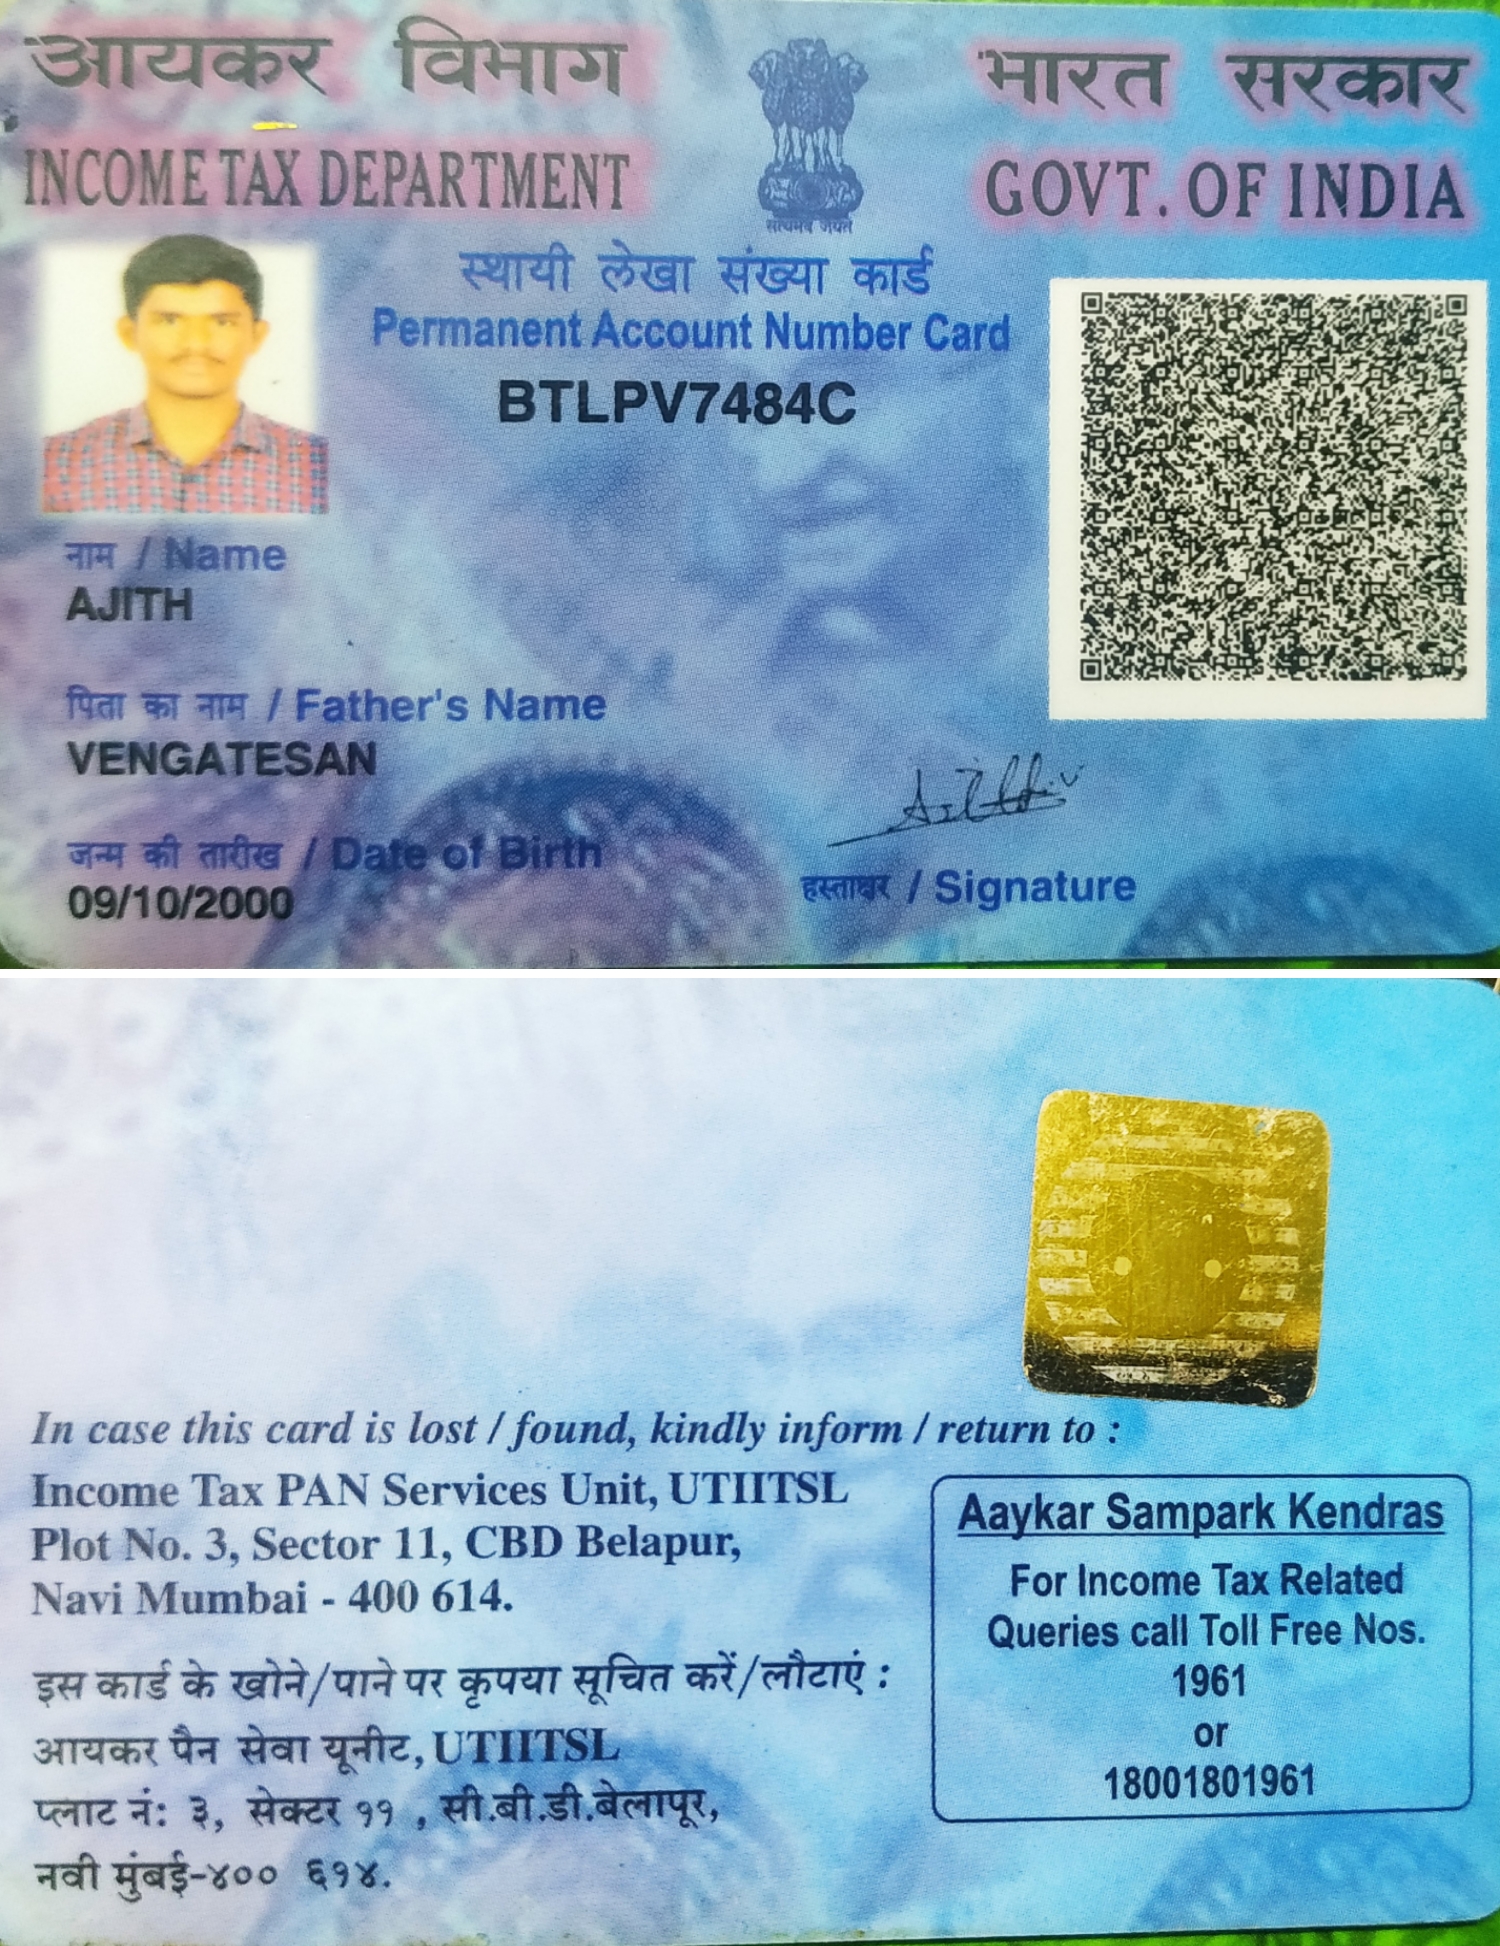 आयकर विभाग
INCOME TAX DEPARTMENT
सत्यमेव जयते
भारत सरकार
GOVT. OF INDIA
स्थायी लेखा संख्या कार्ड
Permanent Account Number Card
BTLPV7484C
नाम / Name
AJITH
पिता का नाम / Father's Name
VENGATESAN
जन्म की तारीख / Date of Birth
09/10/2000
हस्ताक्षर / Signature
In case this card is lost / found, kindly inform / return to :
Income Tax PAN Services Unit, UTIITSL
Plot No. 3, Sector 11, CBD Belapur,
Navi Mumbai - 400 614.
इस कार्ड के खोने/पाने पर कृपया सूचित करें/लौटाएं :
आयकर पैन सेवा यूनीट, UTIITSL
प्लाट नं: ३, सेक्टर ११ , सी.बी.डी.बेलापूर,
नवी मुंबई-४०० ६१४.
Aaykar Sampark Kendras
For Income Tax Related
Queries call Toll Free Nos.
1961
or
18001801961